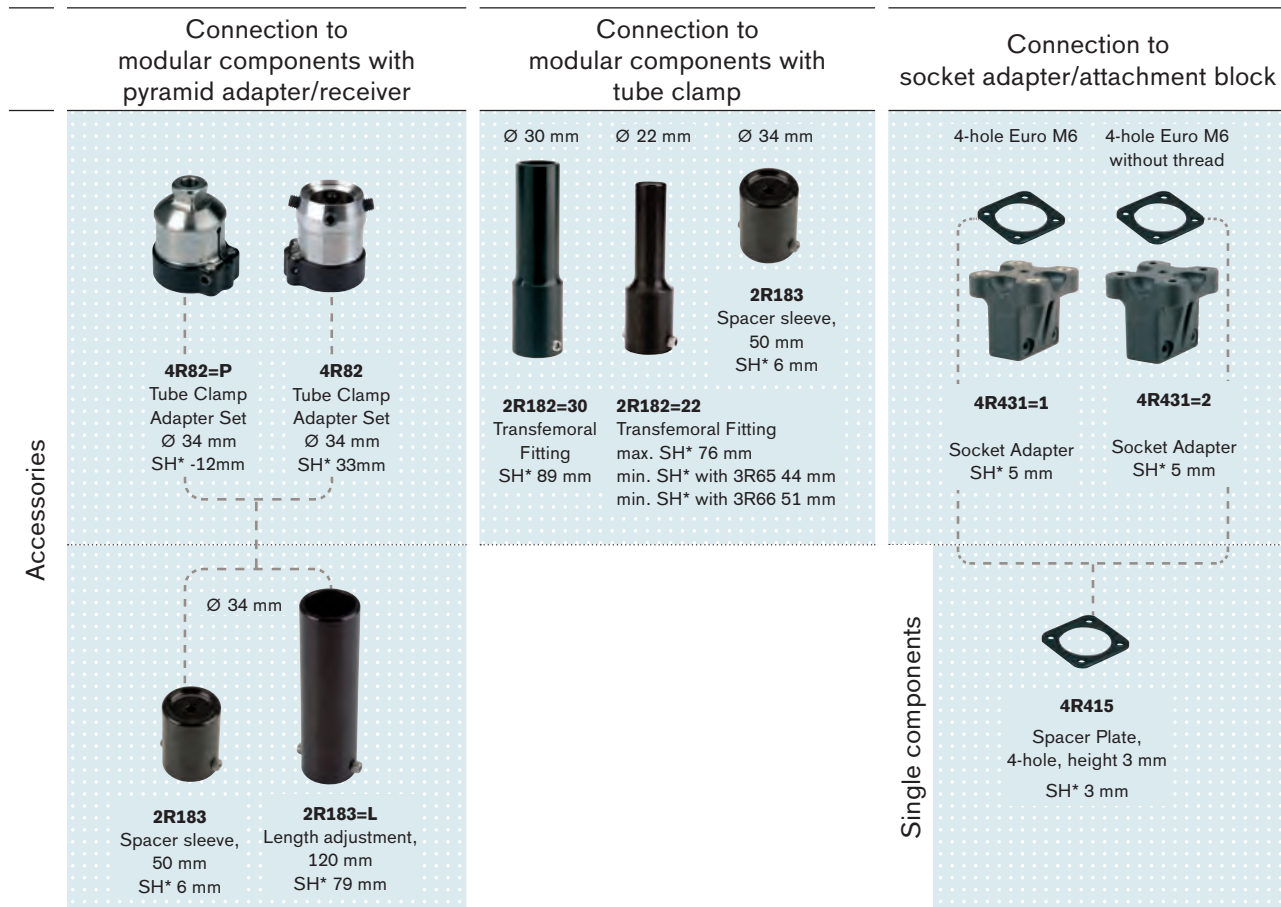 Connection to
modular components with
pyramid adapter/receiver
Connection to
modular components with
tube clamp
Connection to
socket adapter/attachment block
Accessories
4R82=P
Tube Clamp
Adapter Set
Ø 34 mm
SH* -12mm
4R82
Tube Clamp
Adapter Set
Ø 34 mm
SH* 33mm
Ø 34 mm
2R183
Spacer sleeve,
50 mm
SH* 6 mm
2R183=L
Length adjustment,
120 mm
SH* 79 mm
Ø 30 mm
2R182=30
Transfemoral
Fitting
SH* 89 mm
Ø 22 mm
2R182=22
Transfemoral Fitting
max. SH* 76 mm
min. SH* with 3R65 44 mm
min. SH* with 3R66 51 mm
Ø 34 mm
2R183
Spacer sleeve,
50 mm
SH* 6 mm
4-hole Euro M6
4R431=1
Socket Adapter
SH* 5 mm
4-hole Euro M6
without thread
4R431=2
Socket Adapter
SH* 5 mm
Single components
4R415
Spacer Plate,
4-hole, height 3 mm
SH* 3 mm